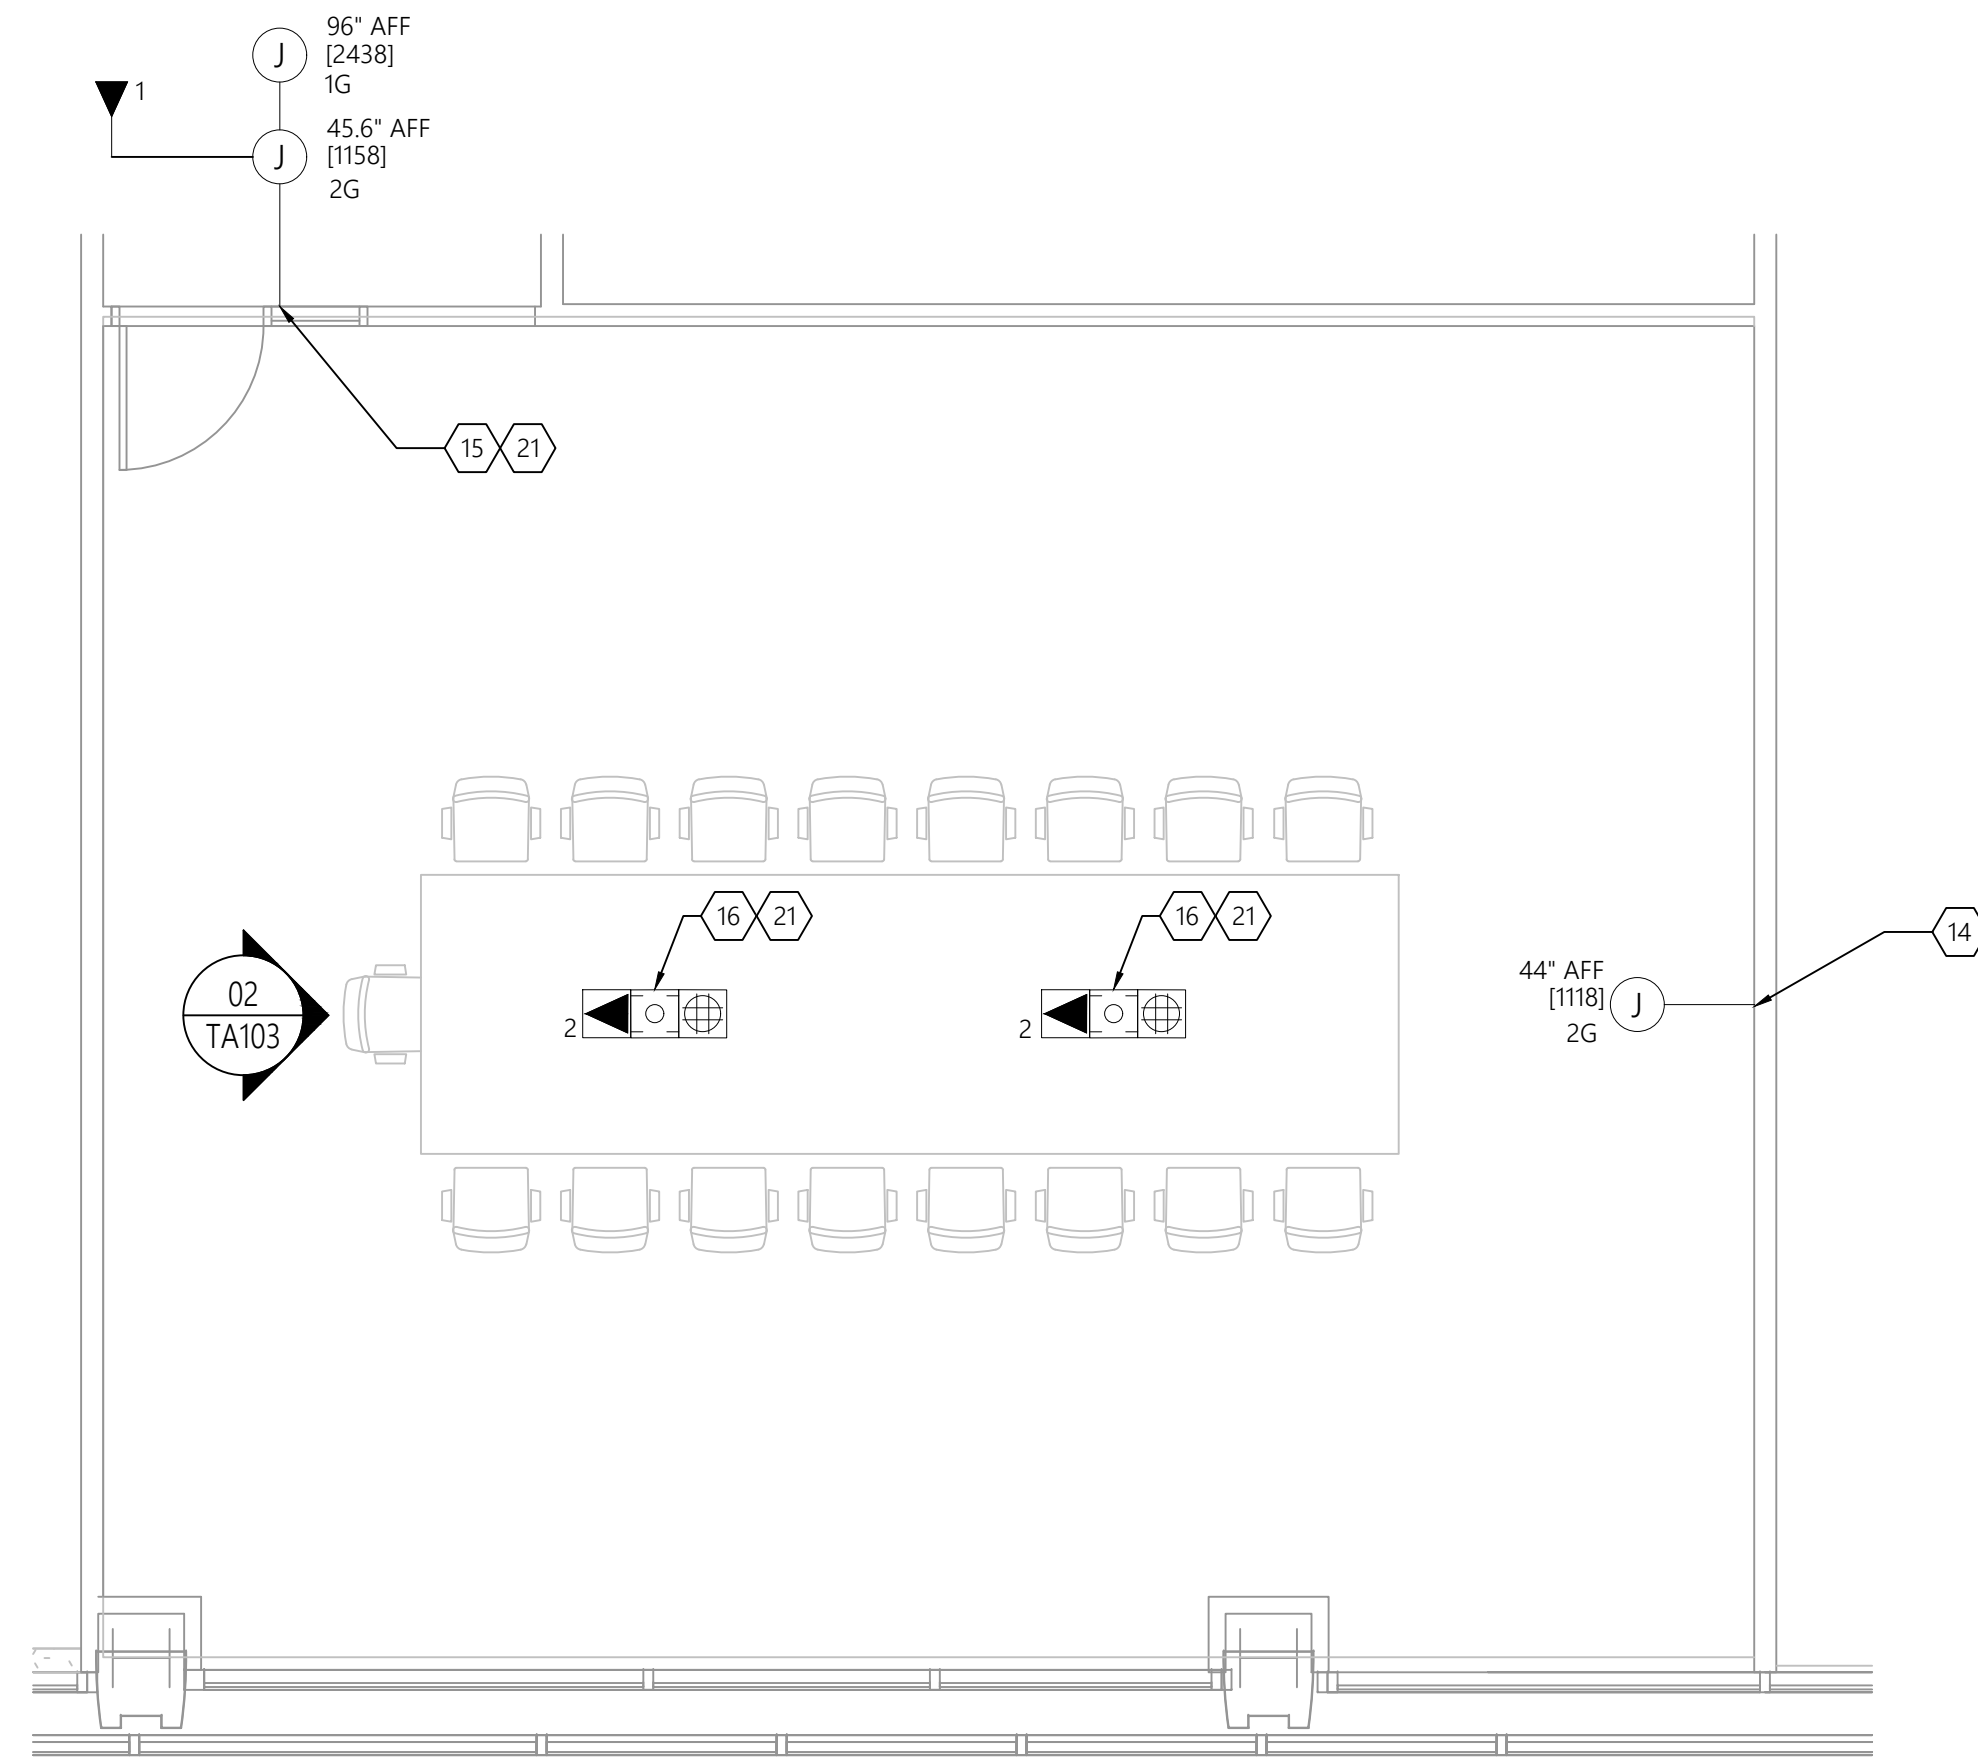 96" AFF
[2438]
1G
J
1
45.6" AFF
[1158]
2G
J
15 21
16 21
16 21
14
02
TA103
2
2
44" AFF
[1118]
2G
J